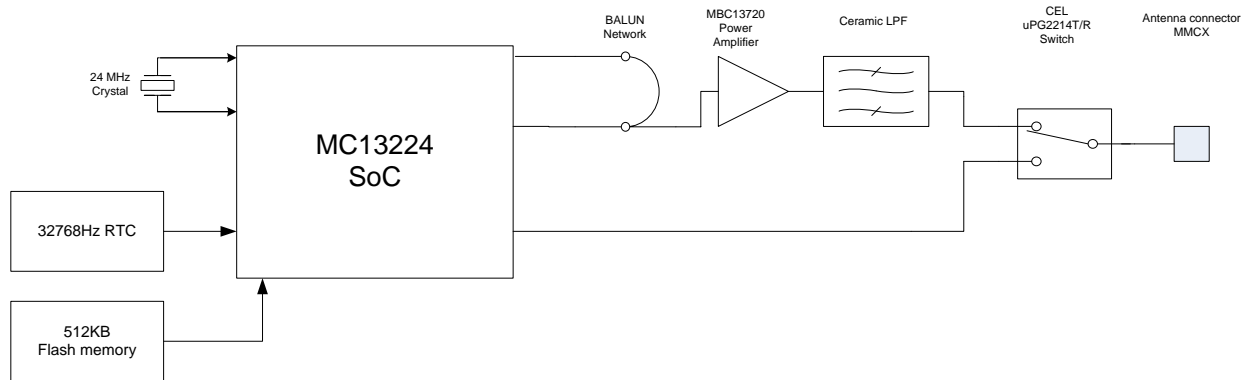 BALUN
Network
MBC13720
Power
Amplifier
Ceramic LPF
CEL
uPG2214T/R
Switch
Antenna connector
MMCX
24 MHz
Crystal
MC13224
SoC
32768Hz RTC
512KB
Flash memory